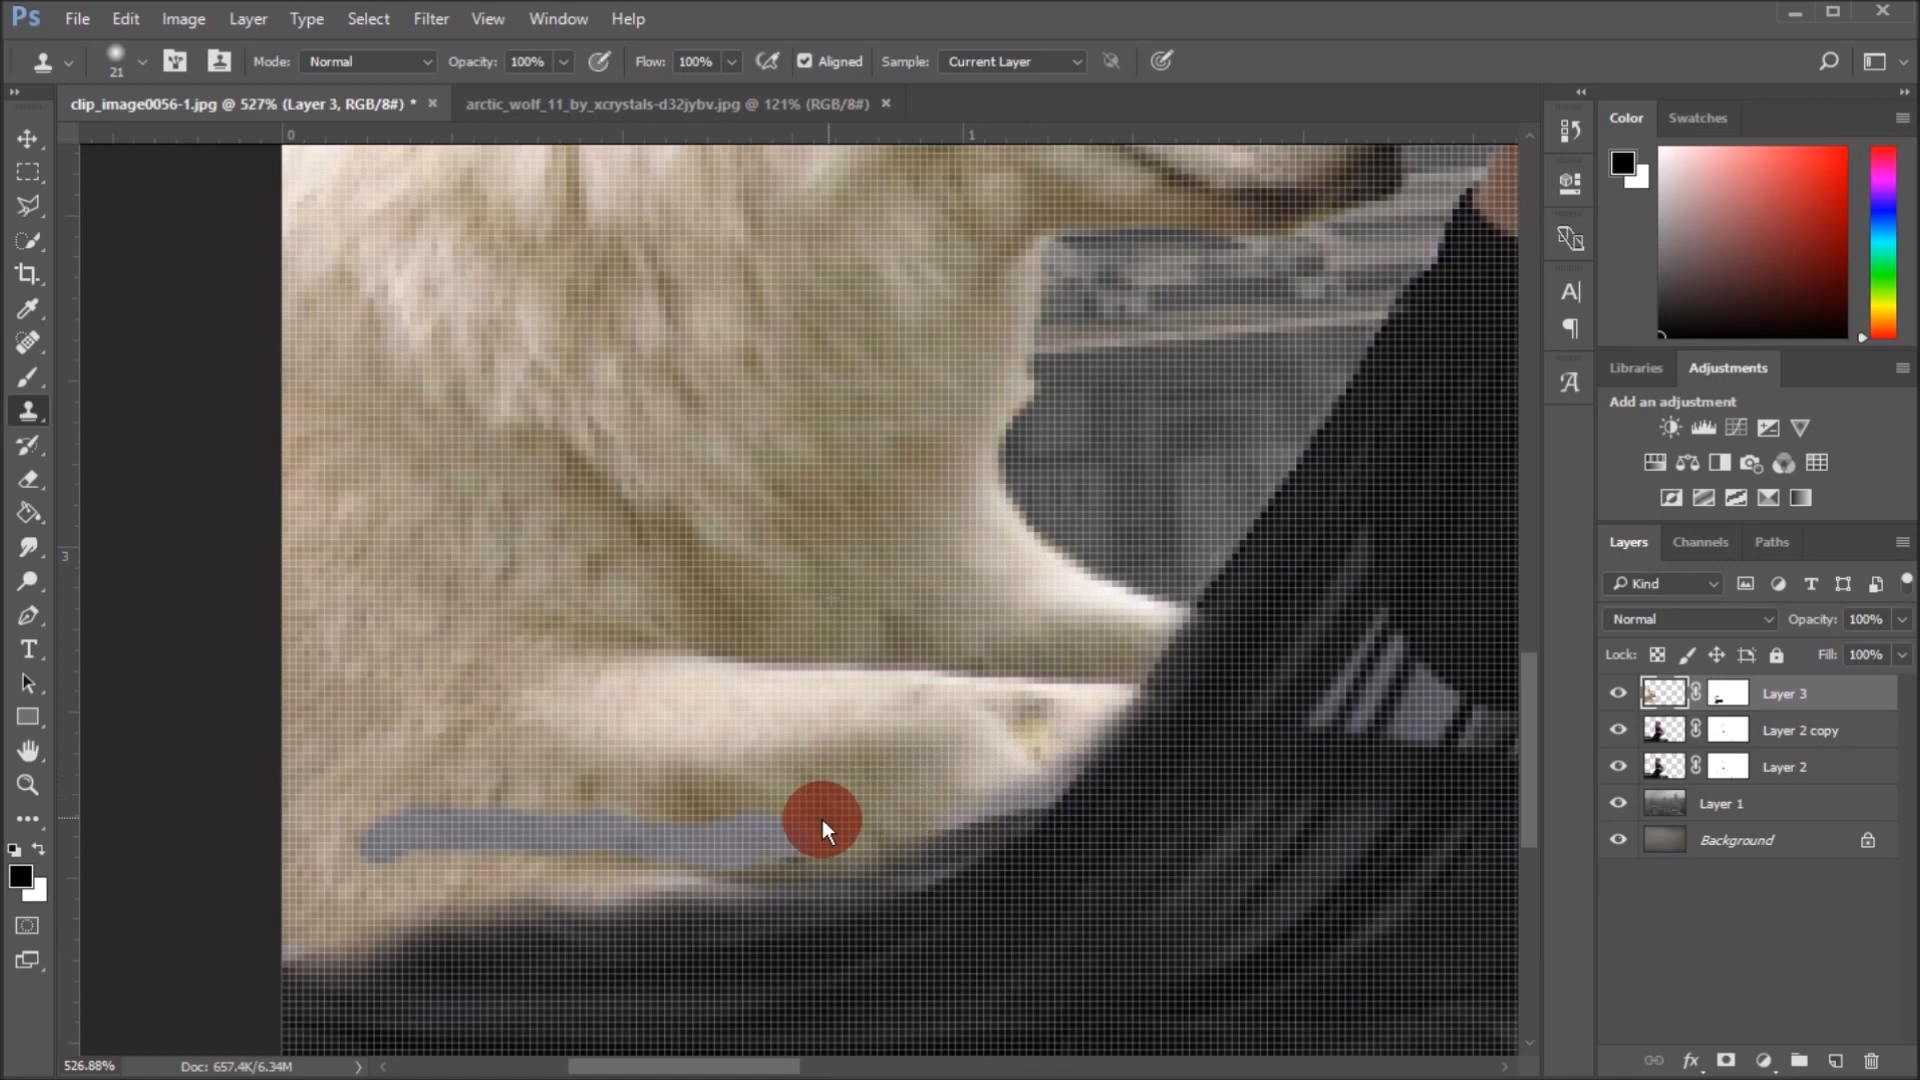 Ps File Edit Image Layer Type Select Filter View Window Help
21 Mode: Normal Opacity: 100% Flow: 100% Aligned Sample: Current Layer
clip_image0056-1.jpg @ 527% (Layer 3, RGB/8#) * × arctic_wolf_11_by_xcrystals-d32jybv.jpg @ 121% (RGB/8#) ×
0 1
3
Color Swatches
Libraries Adjustments
Add an adjustment
Layers Channels Paths
Kind
Normal Opacity: 100%
Lock: Fill: 100%
Layer 3
Layer 2 copy
Layer 2
Layer 1
Background
526.88% Doc: 657.4K/6.34M